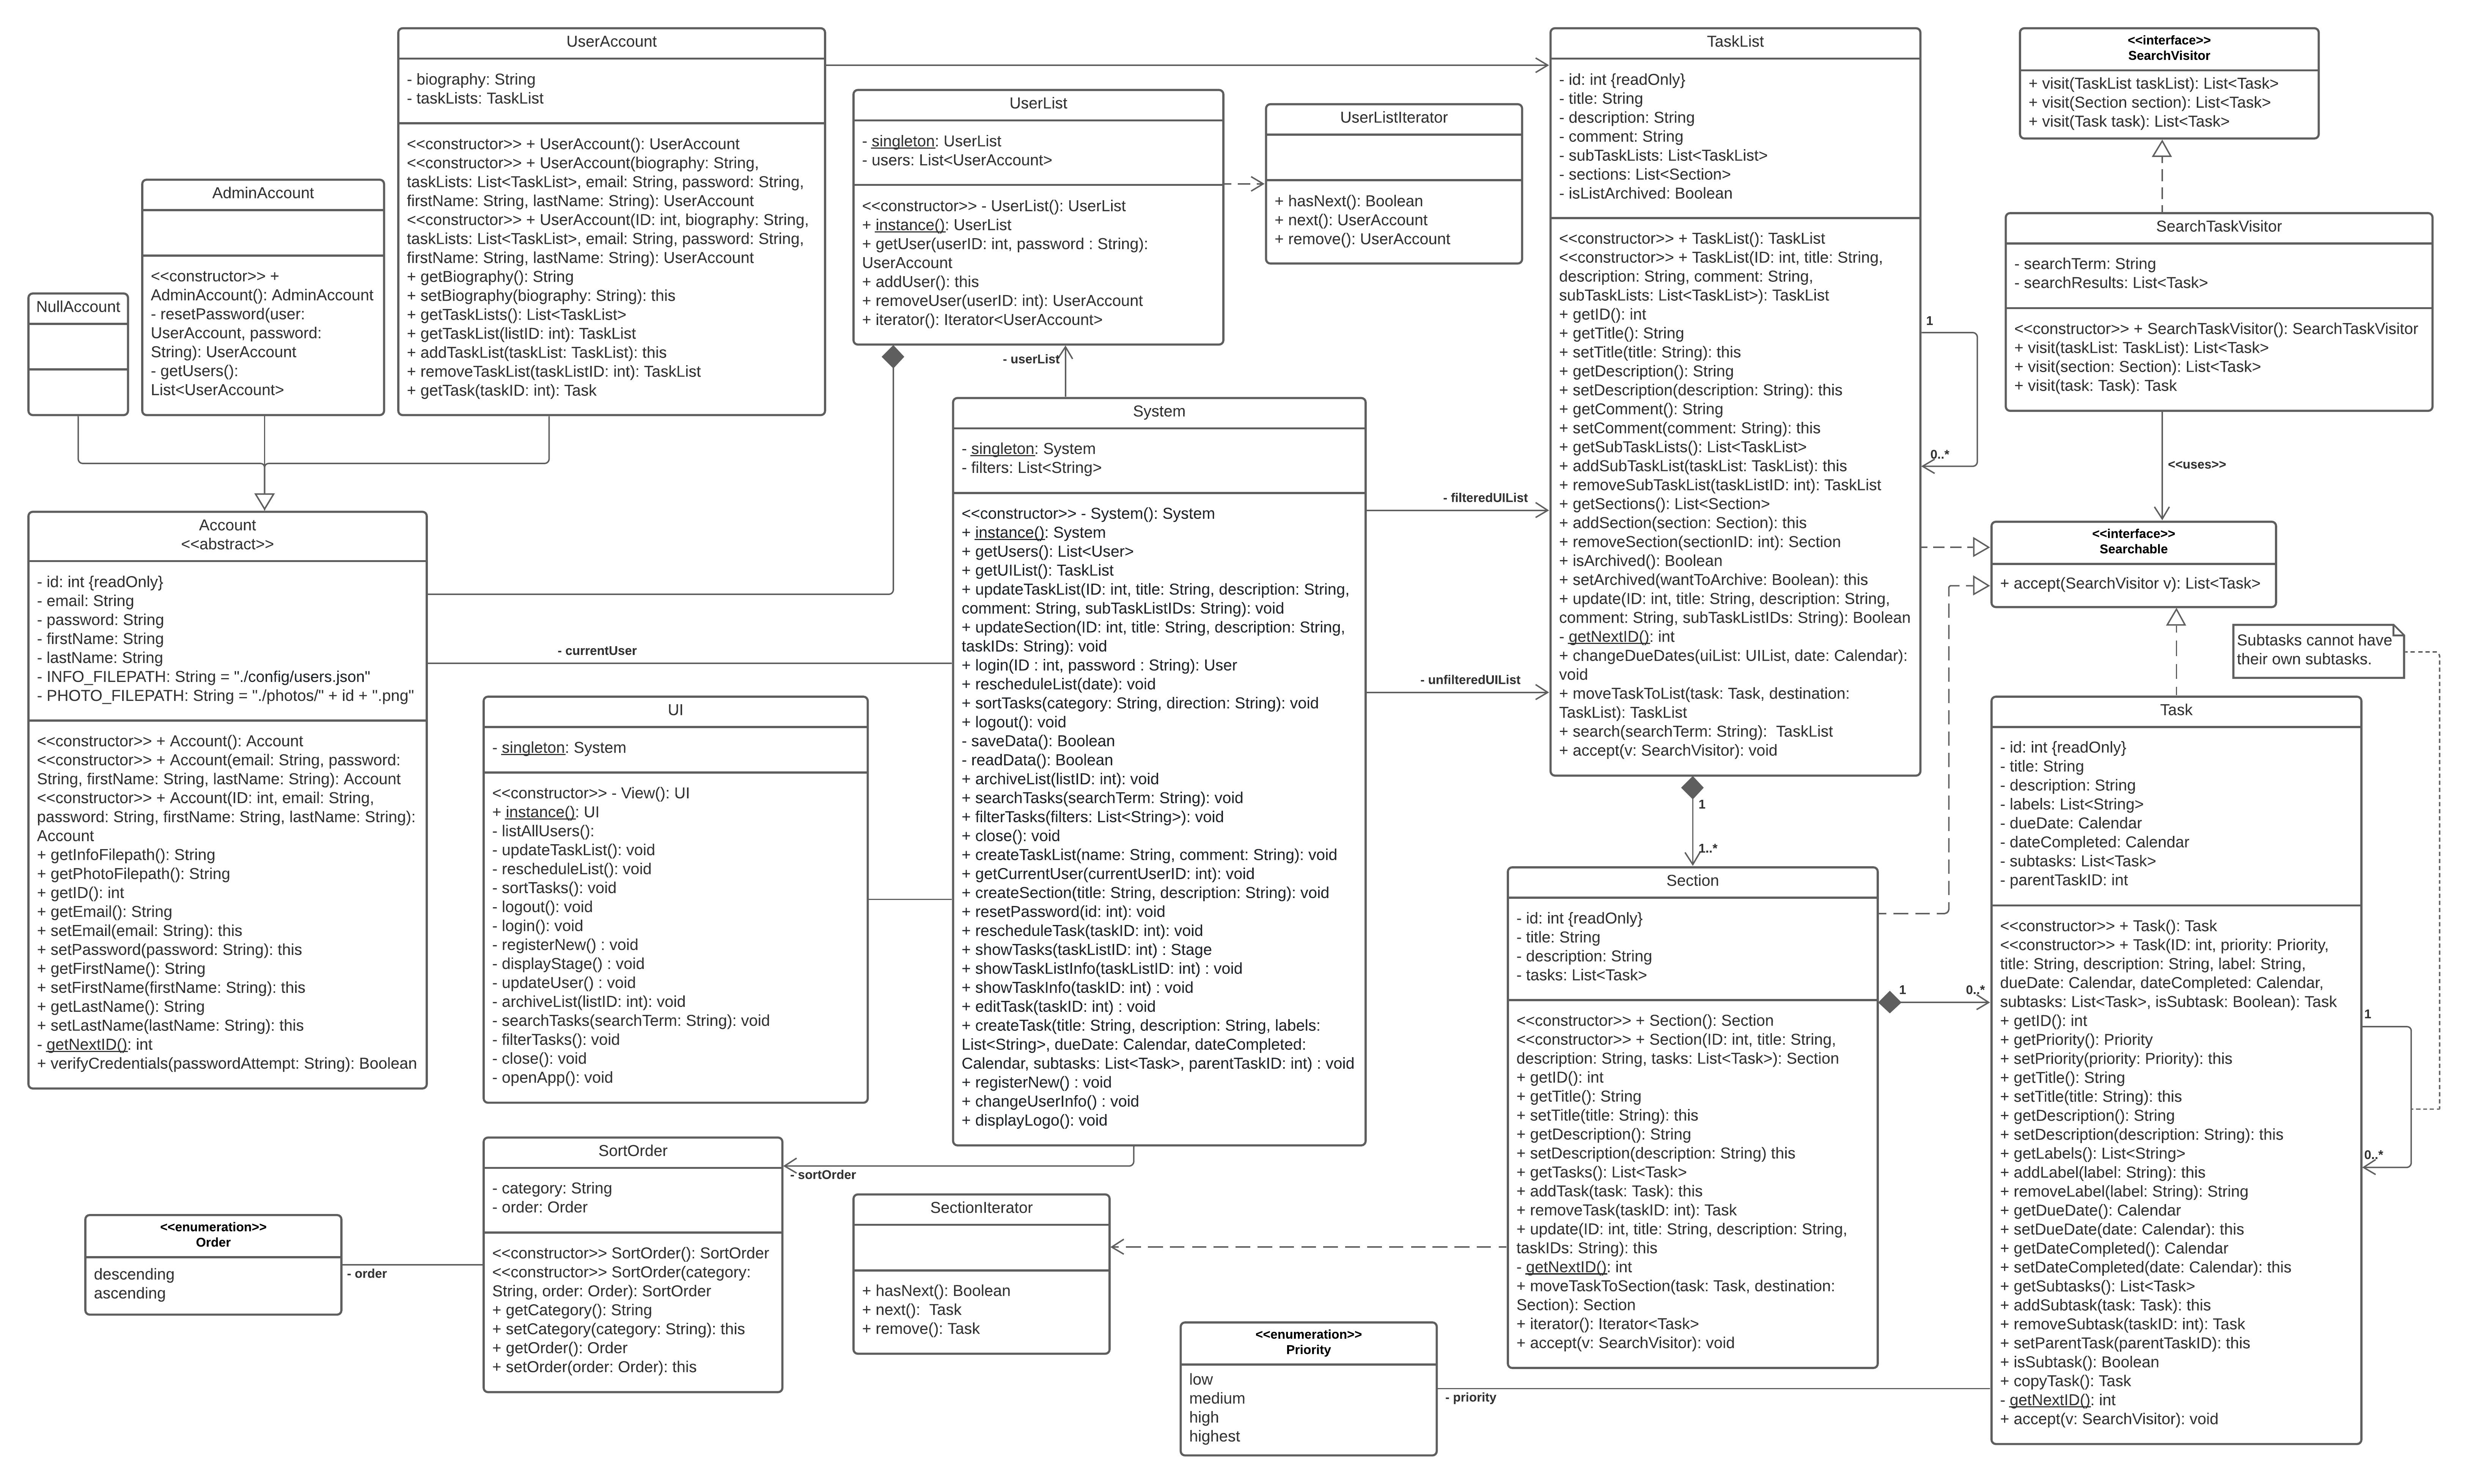 UserAccount
- biography: String
- taskLists: TaskList
<<constructor>> + UserAccount(): UserAccount
<<constructor>> + UserAccount(biography: String,
taskLists: List<TaskList>, email: String, password: String,
firstName: String, lastName: String): UserAccount
<<constructor>> + UserAccount(ID: int, biography: String,
taskLists: List<TaskList>, email: String, password: String,
firstName: String, lastName: String): UserAccount
+ getBiography(): String
+ setBiography(biography: String): this
+ getTaskLists(): List<TaskList>
+ getTaskList(listID: int): TaskList
+ addTaskList(taskList: TaskList): this
+ removeTaskList(taskListID: int): TaskList
+ getTask(taskID: int): Task
AdminAccount
<<constructor>> +
AdminAccount(): AdminAccount
- resetPassword(user:
UserAccount, password:
String): UserAccount
- getUsers():
List<UserAccount>
NullAccount
UserList
- singleton: UserList
- users: List<UserAccount>
<<constructor>> - UserList(): UserList
+ instance(): UserList
+ getUser(userID: int, password : String):
UserAccount
+ addUser(): this
+ removeUser(userID: int): UserAccount
+ iterator(): Iterator<UserAccount>
- userList
UserListIterator
+ hasNext(): Boolean
+ next(): UserAccount
+ remove(): UserAccount
TaskList
- id: int {readOnly}
- title: String
- description: String
- comment: String
- subTaskLists: List<TaskList>
- sections: List<Section>
- isListArchived: Boolean
<<constructor>> + TaskList(): TaskList
<<constructor>> + TaskList(ID: int, title: String,
description: String, comment: String,
subTaskLists: List<TaskList>): TaskList
+ getID(): int
+ getTitle(): String
+ setTitle(title: String): this
+ getDescription(): String
+ setDescription(description: String): this
+ getComment(): String
+ setComment(comment: String): this
+ getSubTaskLists(): List<TaskList>
+ addSubTaskList(taskList: TaskList): this
+ removeSubTaskList(taskListID: int): TaskList
+ getSections(): List<Section>
+ addSection(section: Section): this
+ removeSection(sectionID: int): Section
+ isArchived(): Boolean
+ setArchived(wantToArchive: Boolean): this
+ update(ID: int, title: String, description: String,
comment: String, subTaskListIDs: String): Boolean
- getNextID(): int
+ changeDueDates(uiList: UIList, date: Calendar):
void
+ moveTaskToList(task: Task, destination:
TaskList): TaskList
+ search(searchTerm: String):  TaskList
+ accept(v: SearchVisitor): void
1
0..*
1
1..*
<<interface>>
SearchVisitor
+ visit(TaskList taskList): List<Task>
+ visit(Section section): List<Task>
+ visit(Task task): List<Task>
SearchTaskVisitor
- searchTerm: String
- searchResults: List<Task>
<<constructor>> + SearchTaskVisitor(): SearchTaskVisitor
+ visit(taskList: TaskList): List<Task>
+ visit(section: Section): List<Task>
+ visit(task: Task): Task
<<uses>>
<<interface>>
Searchable
+ accept(SearchVisitor v): List<Task>
Subtasks cannot have
their own subtasks.
Account
<<abstract>>
- id: int {readOnly}
- email: String
- password: String
- firstName: String
- lastName: String
- INFO_FILEPATH: String = "./config/users.json"
- PHOTO_FILEPATH: String = "./photos/" + id + ".png"
<<constructor>> + Account(): Account
<<constructor>> + Account(email: String, password:
String, firstName: String, lastName: String): Account
<<constructor>> + Account(ID: int, email: String,
password: String, firstName: String, lastName: String):
Account
+ getInfoFilepath(): String
+ getPhotoFilepath(): String
+ getID(): int
+ getEmail(): String
+ setEmail(email: String): this
+ setPassword(password: String): this
+ getFirstName(): String
+ setFirstName(firstName: String): this
+ getLastName(): String
+ setLastName(lastName: String): this
- getNextID(): int
+ verifyCredentials(passwordAttempt: String): Boolean
- currentUser
UI
- singleton: System
<<constructor>> - View(): UI
+ instance(): UI
- listAllUsers():
- updateTaskList(): void
- rescheduleList(): void
- sortTasks(): void
- logout(): void
- login(): void
- registerNew() : void
- displayStage() : void
- updateUser() : void
- archiveList(listID: int): void
- searchTasks(searchTerm: String): void
- filterTasks(): void
- close(): void
- openApp(): void
System
- singleton: System
- filters: List<String>
<<constructor>> - System(): System
+ instance(): System
+ getUsers(): List<User>
+ getUIList(): TaskList
+ updateTaskList(ID: int, title: String, description: String,
comment: String, subTaskListIDs: String): void
+ updateSection(ID: int, title: String, description: String,
taskIDs: String): void
+ login(ID : int, password : String): User
+ rescheduleList(date): void
+ sortTasks(category: String, direction: String): void
+ logout(): void
- saveData(): Boolean
- readData(): Boolean
+ archiveList(listID: int): void
+ searchTasks(searchTerm: String): void
+ filterTasks(filters: List<String>): void
+ close(): void
+ createTaskList(name: String, comment: String): void
+ getCurrentUser(currentUserID: int): void
+ createSection(title: String, description: String): void
+ resetPassword(id: int): void
+ rescheduleTask(taskID: int): void
+ showTasks(taskListID: int) : Stage
+ showTaskListInfo(taskListID: int) : void
+ showTaskInfo(taskID: int) : void
+ editTask(taskID: int) : void
+ createTask(title: String, description: String, labels:
List<String>, dueDate: Calendar, dateCompleted:
Calendar, subtasks: List<Task>, parentTaskID: int) : void
+ registerNew() : void
+ changeUserInfo() : void
+ displayLogo(): void
- filteredUIList
- unfilteredUIList
- sortOrder
Section
- id: int {readOnly}
- title: String
- description: String
- tasks: List<Task>
<<constructor>> + Section(): Section
<<constructor>> + Section(ID: int, title: String,
description: String, tasks: List<Task>): Section
+ getID(): int
+ getTitle(): String
+ setTitle(title: String): this
+ getDescription(): String
+ setDescription(description: String) this
+ getTasks(): List<Task>
+ addTask(task: Task): this
+ removeTask(taskID: int): Task
+ update(ID: int, title: String, description: String,
taskIDs: String): this
- getNextID(): int
+ moveTaskToSection(task: Task, destination:
Section): Section
+ iterator(): Iterator<Task>
+ accept(v: SearchVisitor): void
1
0..*
Task
- id: int {readOnly}
- title: String
- description: String
- labels: List<String>
- dueDate: Calendar
- dateCompleted: Calendar
- subtasks: List<Task>
- parentTaskID: int
<<constructor>> + Task(): Task
<<constructor>> + Task(ID: int, priority: Priority,
title: String, description: String, label: String,
dueDate: Calendar, dateCompleted: Calendar,
subtasks: List<Task>, isSubtask: Boolean): Task
+ getID(): int
+ getPriority(): Priority
+ setPriority(priority: Priority): this
+ getTitle(): String
+ setTitle(title: String): this
+ getDescription(): String
+ setDescription(description: String): this
+ getLabels(): List<String>
+ addLabel(label: String): this
+ removeLabel(label: String): String
+ getDueDate(): Calendar
+ setDueDate(date: Calendar): this
+ getDateCompleted(): Calendar
+ setDateCompleted(date: Calendar): this
+ getSubtasks(): List<Task>
+ addSubtask(task: Task): this
+ removeSubtask(taskID: int): Task
+ setParentTask(parentTaskID): this
+ isSubtask(): Boolean
+ copyTask(): Task
- getNextID(): int
+ accept(v: SearchVisitor): void
1
0..*
SortOrder
- category: String
- order: Order
<<constructor>> SortOrder(): SortOrder
<<constructor>> SortOrder(category:
String, order: Order): SortOrder
+ getCategory(): String
+ setCategory(category: String): this
+ getOrder(): Order
+ setOrder(order: Order): this
<<enumeration>>
Order
descending
ascending
- order
SectionIterator
+ hasNext(): Boolean
+ next():  Task
+ remove(): Task
<<enumeration>>
Priority
low
medium
high
highest
- priority